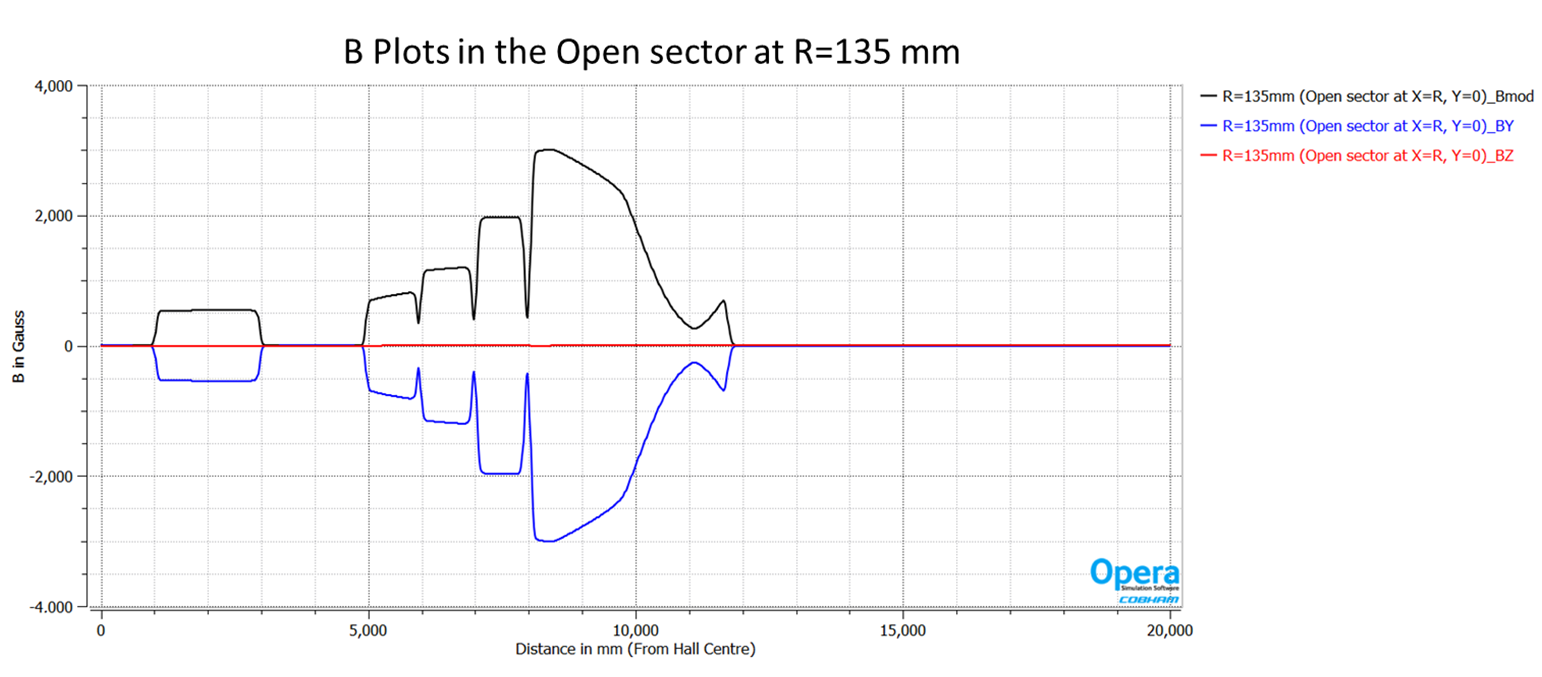 B Plots in the Open sector at R=135 mm
4,000
2,000
0
-2,000
-4.000
B in Gauss
0
5,000
10,000
15,000
20,000
Distance in mm (From Hall Centre)
R=135mm (Open sector at X=R, Y=0)_Bmod
R=135mm (Open sector at X=R, Y=0)_BY
R=135mm (Open sector at X=R, Y=0)_BZ
Opera
Simulation Software
COBHAM